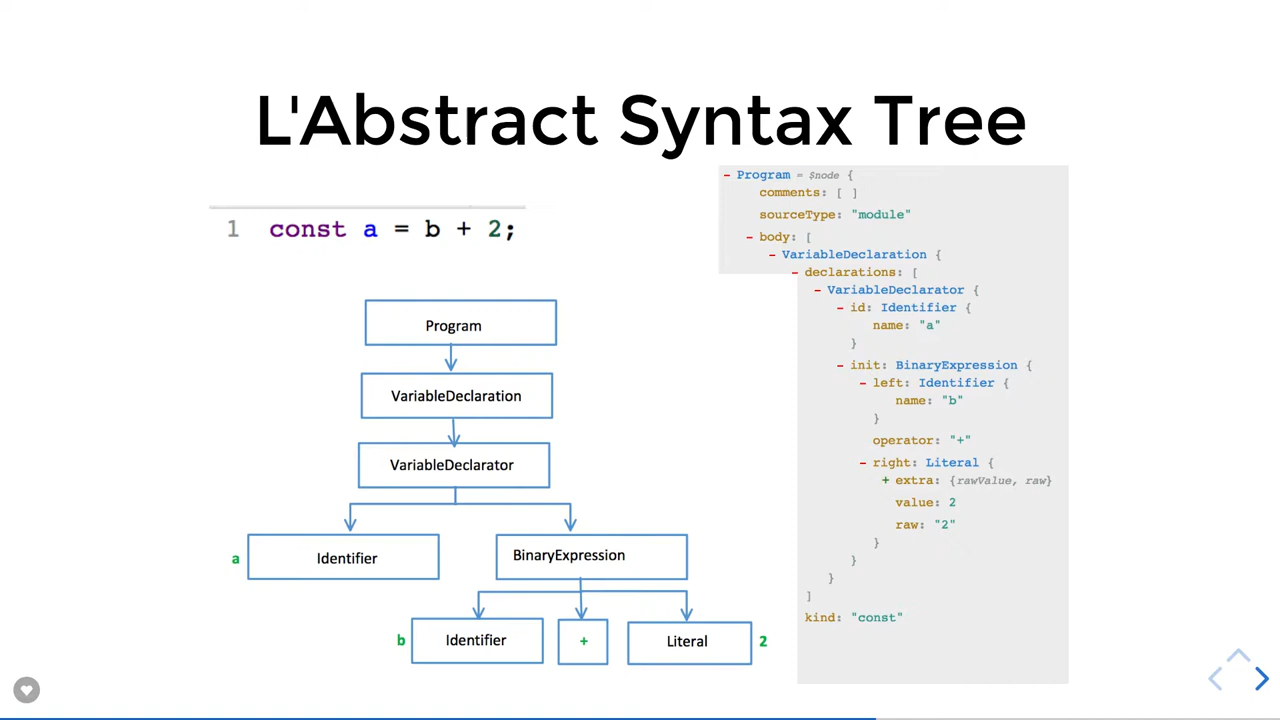 L'Abstract Syntax Tree
1 const a = b + 2;
Program
VariableDeclaration
VariableDeclarator
a Identifier
BinaryExpression
b Identifier
+
Literal 2
- Program = $node {
comments: [ ]
sourceType: "module"
- body: [
- VariableDeclaration {
- declarations: [
- VariableDeclarator {
- id: Identifier {
name: "a"
}
- init: BinaryExpression {
- left: Identifier {
name: "b"
}
operator: "+"
- right: Literal {
+ extra: {rawValue, raw}
value: 2
raw: "2"
}
}
}
]
kind: "const"